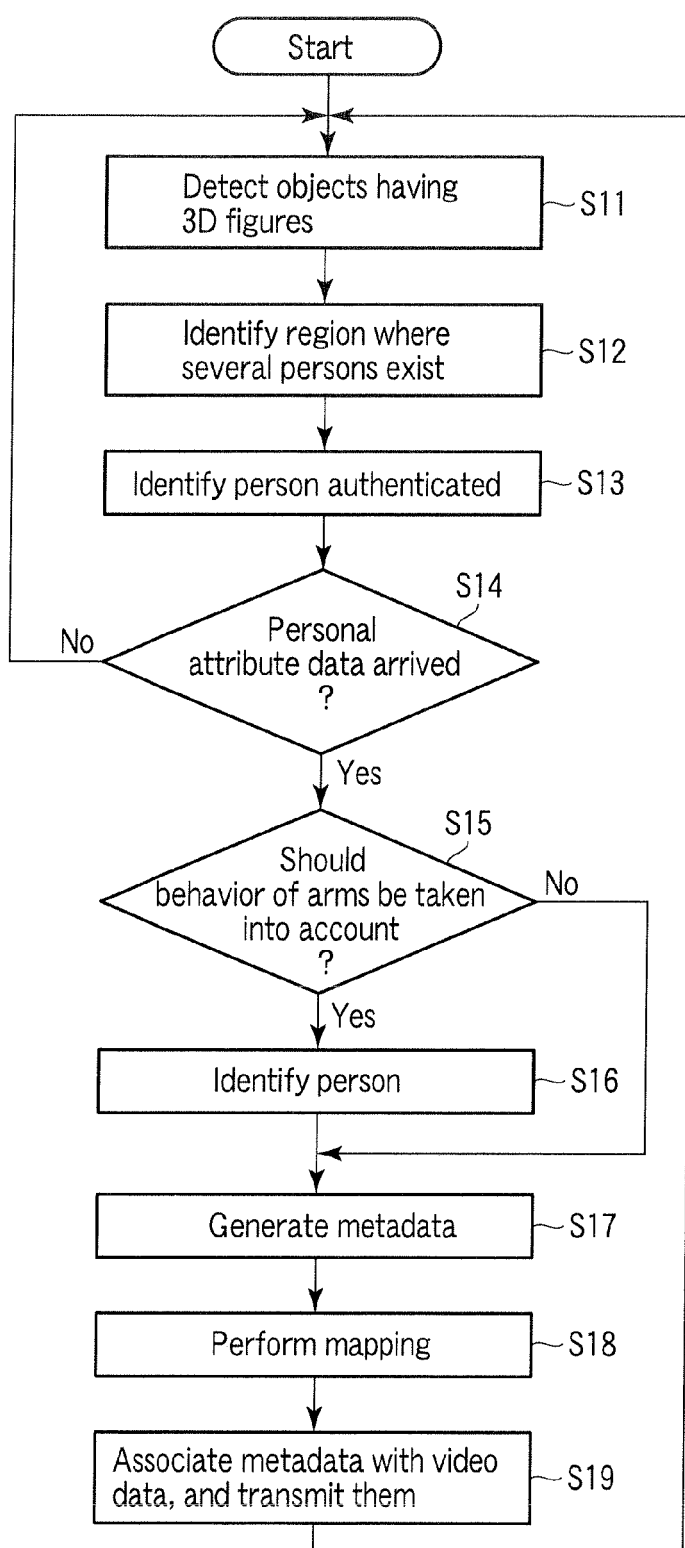 Start
Detect objects having
3D figures
S11
Identify region where
several persons exist
S12
Identify person authenticated
S13
S14
Personal
attribute data arrived
?
No
Yes
S15
Should
behavior of arms be taken
into account
?
No
Yes
Identify person
S16
Generate metadata
S17
Perform mapping
S18
Associate metadata with video
data, and transmit them
S19